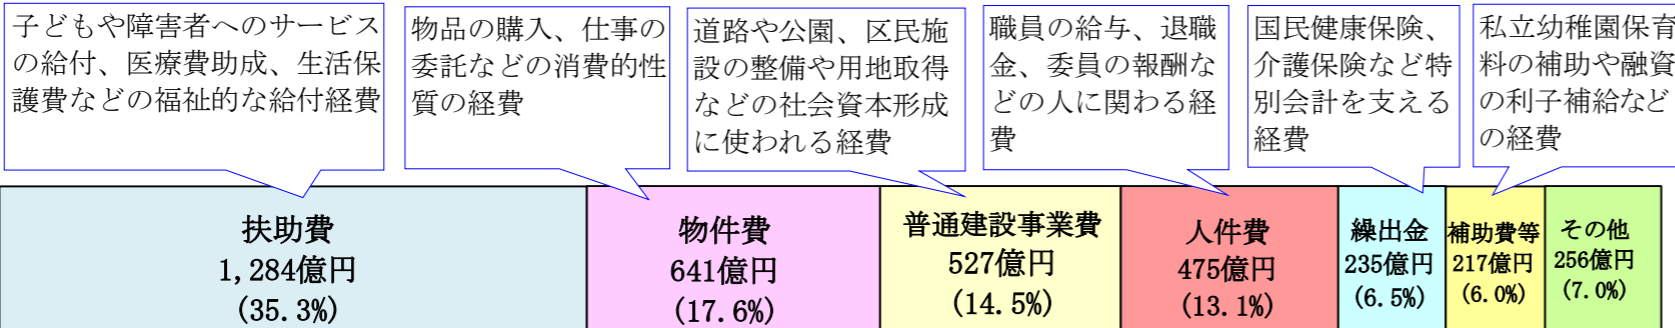 子どもや障害者へのサービス
の給付、医療費助成、生活保
護費などの福祉的な給付経費
物品の購入、仕事の
委託などの消費的性
質の経費
道路や公園、区民施
設の整備や用地取得
などの社会資本形成
に使われる経費
職員の給与、退職
金、委員の報酬な
どの人に関わる経
費
国民健康保険、
介護保険など特
別会計を支える
経費
私立幼稚園保育
料の補助や融資
の利子補給など
の経費
扶助費
1,284億円
(35.3%)
物件費
641億円
(17.6%)
普通建設事業費
527億円
(14.5%)
人件費
475億円
(13.1%)
繰出金
235億円
(6.5%)
補助費等
217億円
(6.0%)
その他
256億円
(7.0%)